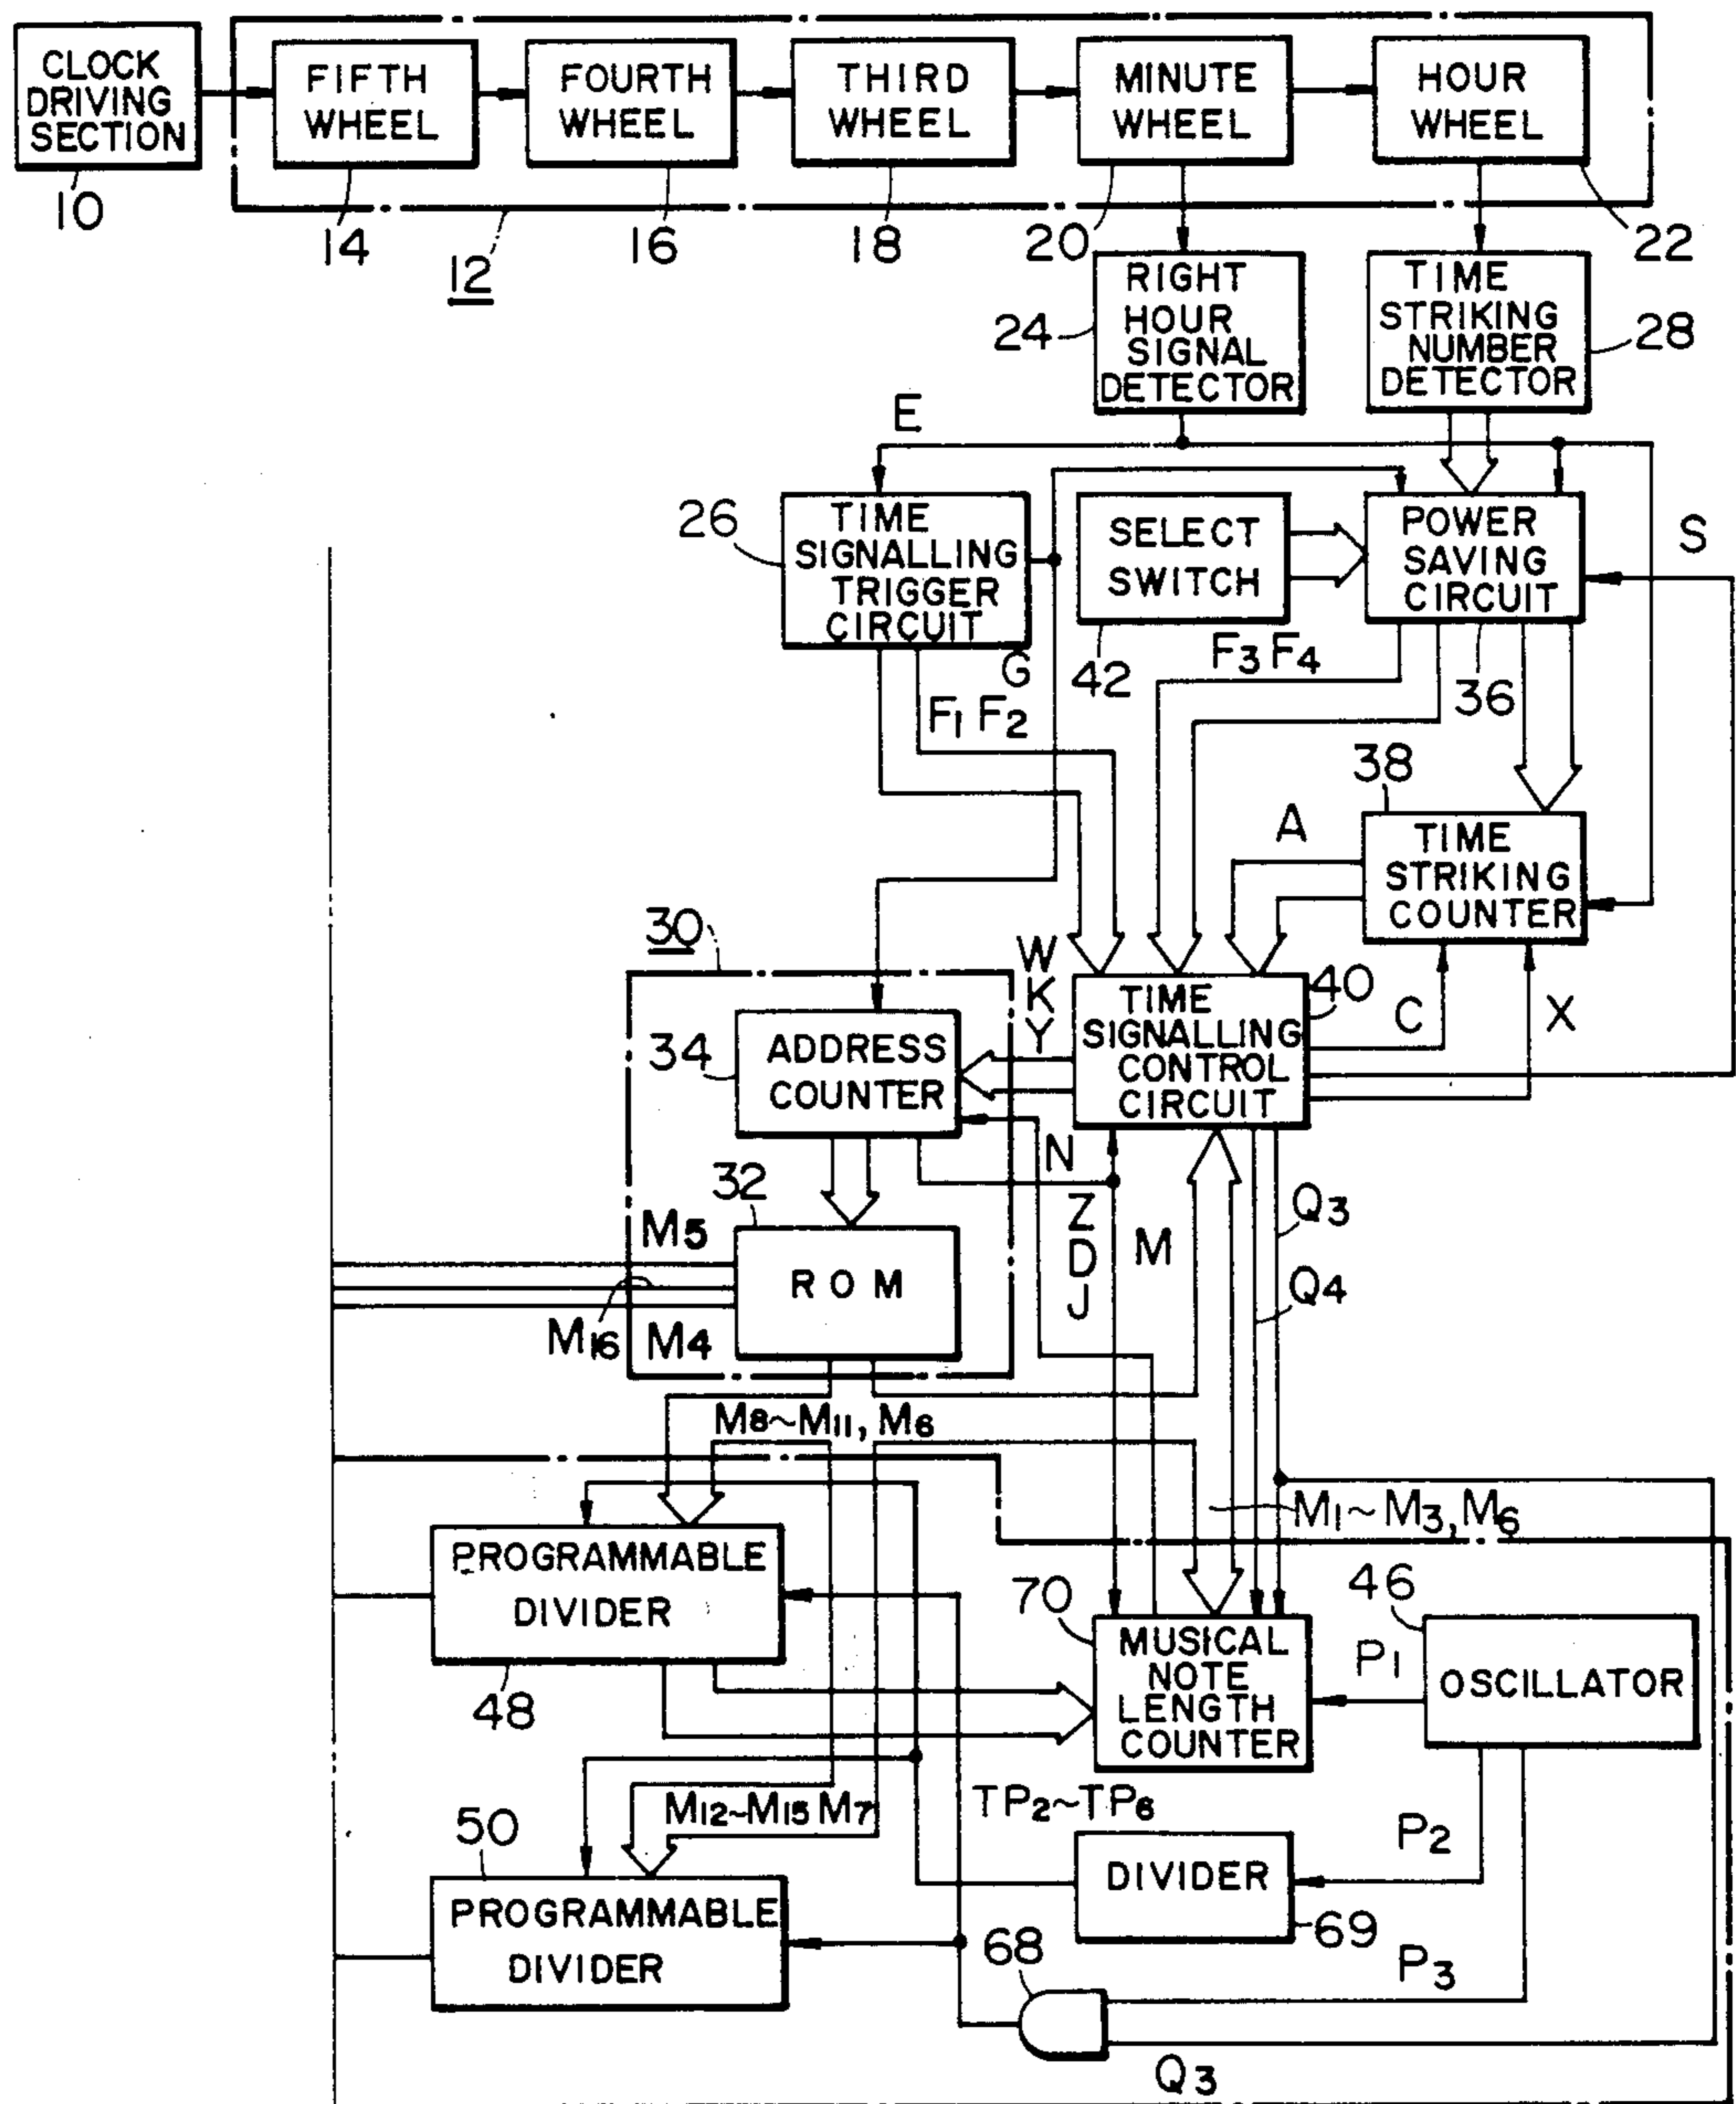 CLOCK
DRIVING
SECTION
FIFTH
WHEEL
FOURTH
WHEEL
THIRD
WHEEL
MINUTE
WHEEL
HOUR
WHEEL
10
14
12
16
18
20
22
RIGHT
HOUR
SIGNAL
DETECTOR
24
TIME
STRIKING
NUMBER
DETECTOR
28
E
26
TIME
SIGNALLING
TRIGGER
CIRCUIT
SELECT
SWITCH
POWER
SAVING
CIRCUIT
S
G
42
F3 F4
36
F1 F2
38
A
TIME
STRIKING
COUNTER
30
W
K
Y
TIME
SIGNALLING
CONTROL
CIRCUIT
40
C
X
34
ADDRESS
COUNTER
N
32
Z
D
J
M
Q3
Q4
M5
ROM
M16
M4
M8~M11, M6
M1~M3, M6
PROGRAMMABLE
DIVIDER
48
70
MUSICAL
NOTE
LENGTH
COUNTER
46
P1
OSCILLATOR
M12~M15 M7
TP2~TP6
P2
50
PROGRAMMABLE
DIVIDER
DIVIDER
69
68
P3
Q3